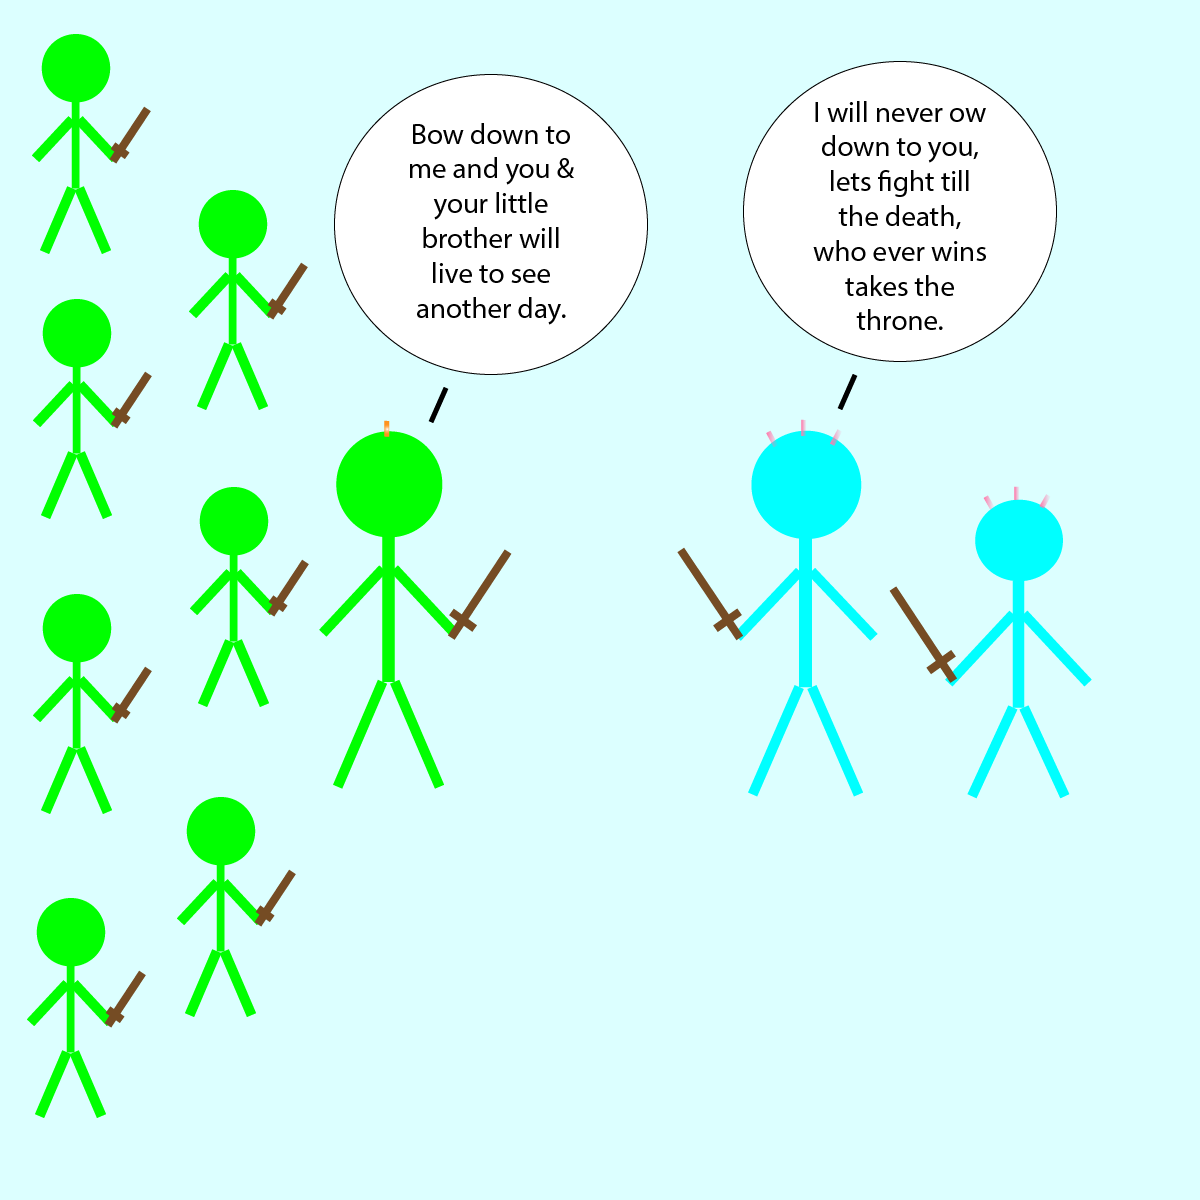 Bow down to
me and you &
your little
brother will
live to see
another day.
I will never ow
down to you,
lets fight till
the death,
who ever wins
takes the
throne.